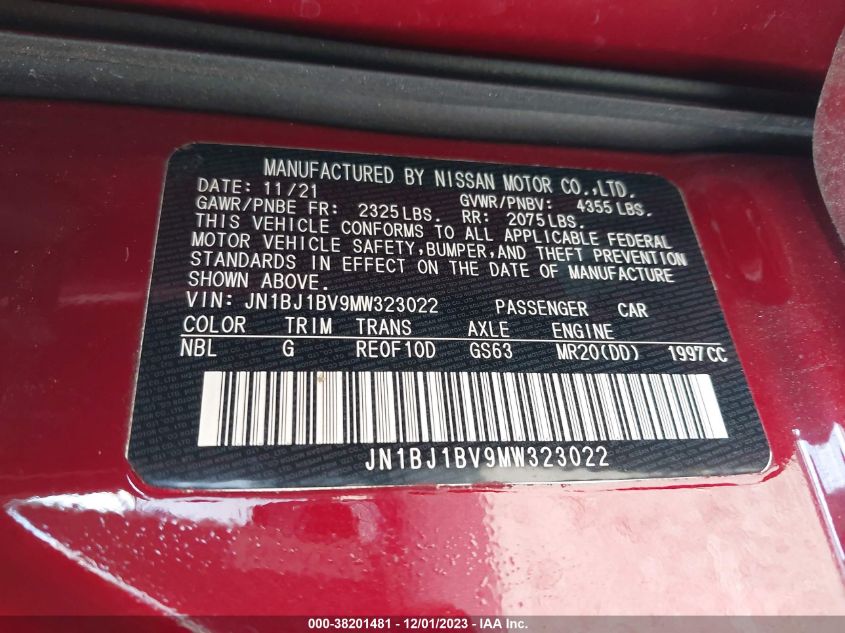 MANUFACTURED BY NISSAN MOTOR CO.,LTD.
DATE: 11/21 GVWR/PNBV: 4355 LBS.
GAWR/PNBE FR: 2325 LBS. RR: 2075 LBS.
THIS VEHICLE CONFORMS TO ALL APPLICABLE FEDERAL
MOTOR VEHICLE SAFETY,BUMPER,AND THEFT PREVENTION
STANDARDS IN EFFECT ON THE DATE OF MANUFACTURE
SHOWN ABOVE.
VIN: JN1BJ1BV9MW323022 PASSENGER CAR
COLOR TRIM TRANS AXLE ENGINE
NBL G RE0F10D GS63 MR20(DD) 1997CC
JN1BJ1BV9MW323022
000-38201481 - 12/01/2023 - IAA Inc.